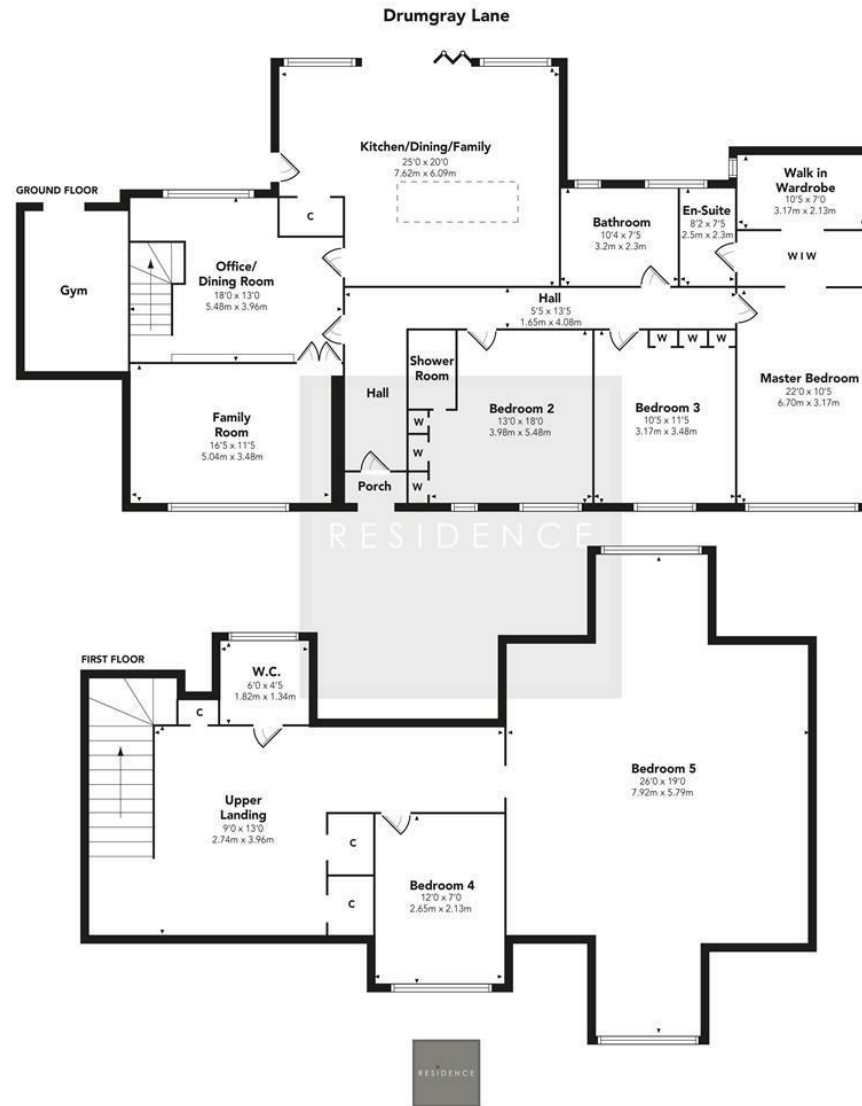 Drumgray Lane
GROUND FLOOR
Kitchen/Dining/Family
25'0 x 20'0
7.62m x 6.09m
C
Gym
Office/
Dining Room
18'0 x 13'0
5.48m x 3.96m
Bathroom
10'4 x 7'5
3.2m x 2.3m
En-Suite
8'2 x 7'5
2.5m x 2.3m
Walk in
Wardrobe
10'5 x 7'0
3.17m x 2.13m
W I W
Hall
5'5 x 13'5
1.65m x 4.08m
Family
Room
16'5 x 11'5
5.04m x 3.48m
Hall
Porch
Shower
Room
W
W
W
Bedroom 2
13'0 x 18'0
3.98m x 5.48m
W
W
W
Bedroom 3
10'5 x 11'5
3.17m x 3.48m
Master Bedroom
22'0 x 10'5
6.70m x 3.17m
RESIDENCE
FIRST FLOOR
W.C.
6'0 x 4'5
1.82m x 1.34m
C
Upper
Landing
9'0 x 13'0
2.74m x 3.96m
C
C
Bedroom 4
12'0 x 7'0
2.65m x 2.13m
Bedroom 5
26'0 x 19'0
7.92m x 5.79m
RESIDENCE